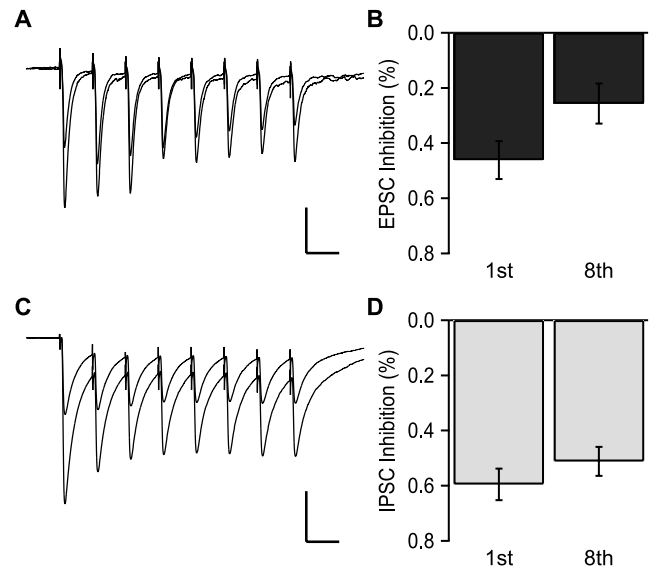 A
B
0.0
0.2
0.4
0.6
0.8
EPSC Inhibition (%)
1st 8th
C
D
0.0
0.2
0.4
0.6
0.8
IPSC Inhibition (%)
1st 8th